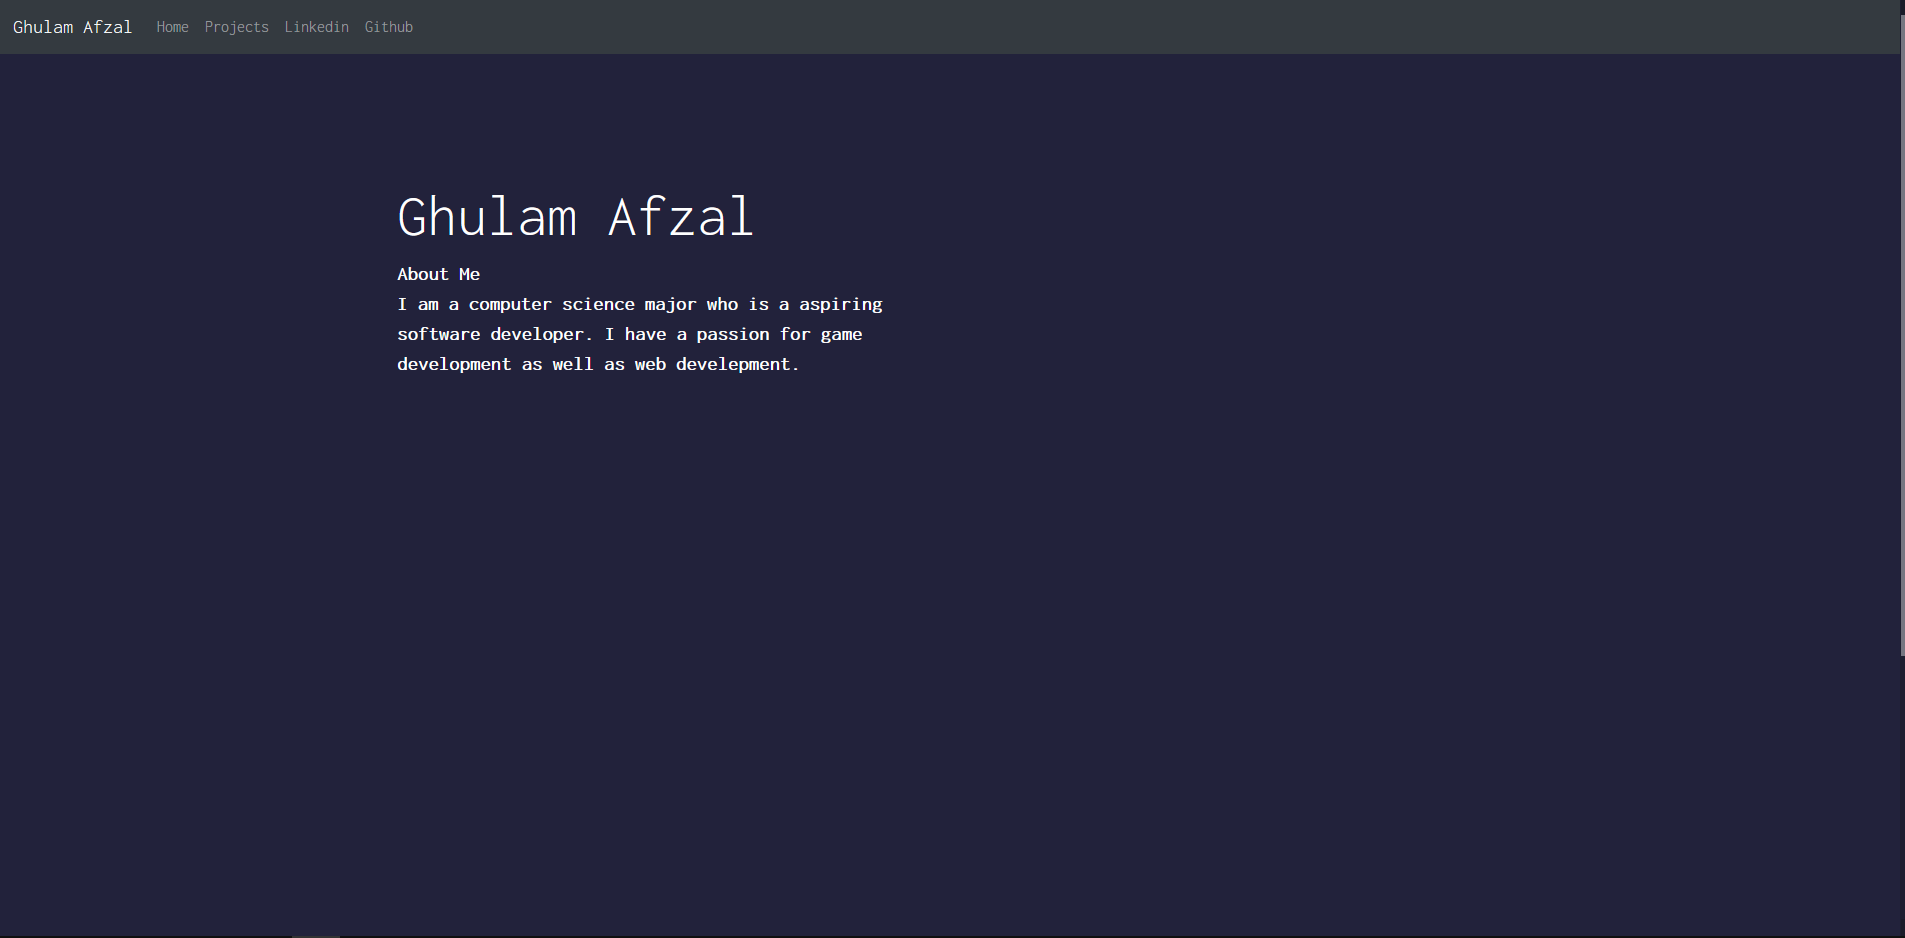 Ghulam Afzal Home Projects Linkedin Github
Ghulam Afzal
About Me
I am a computer science major who is a aspiring
software developer. I have a passion for game
development as well as web develepment.